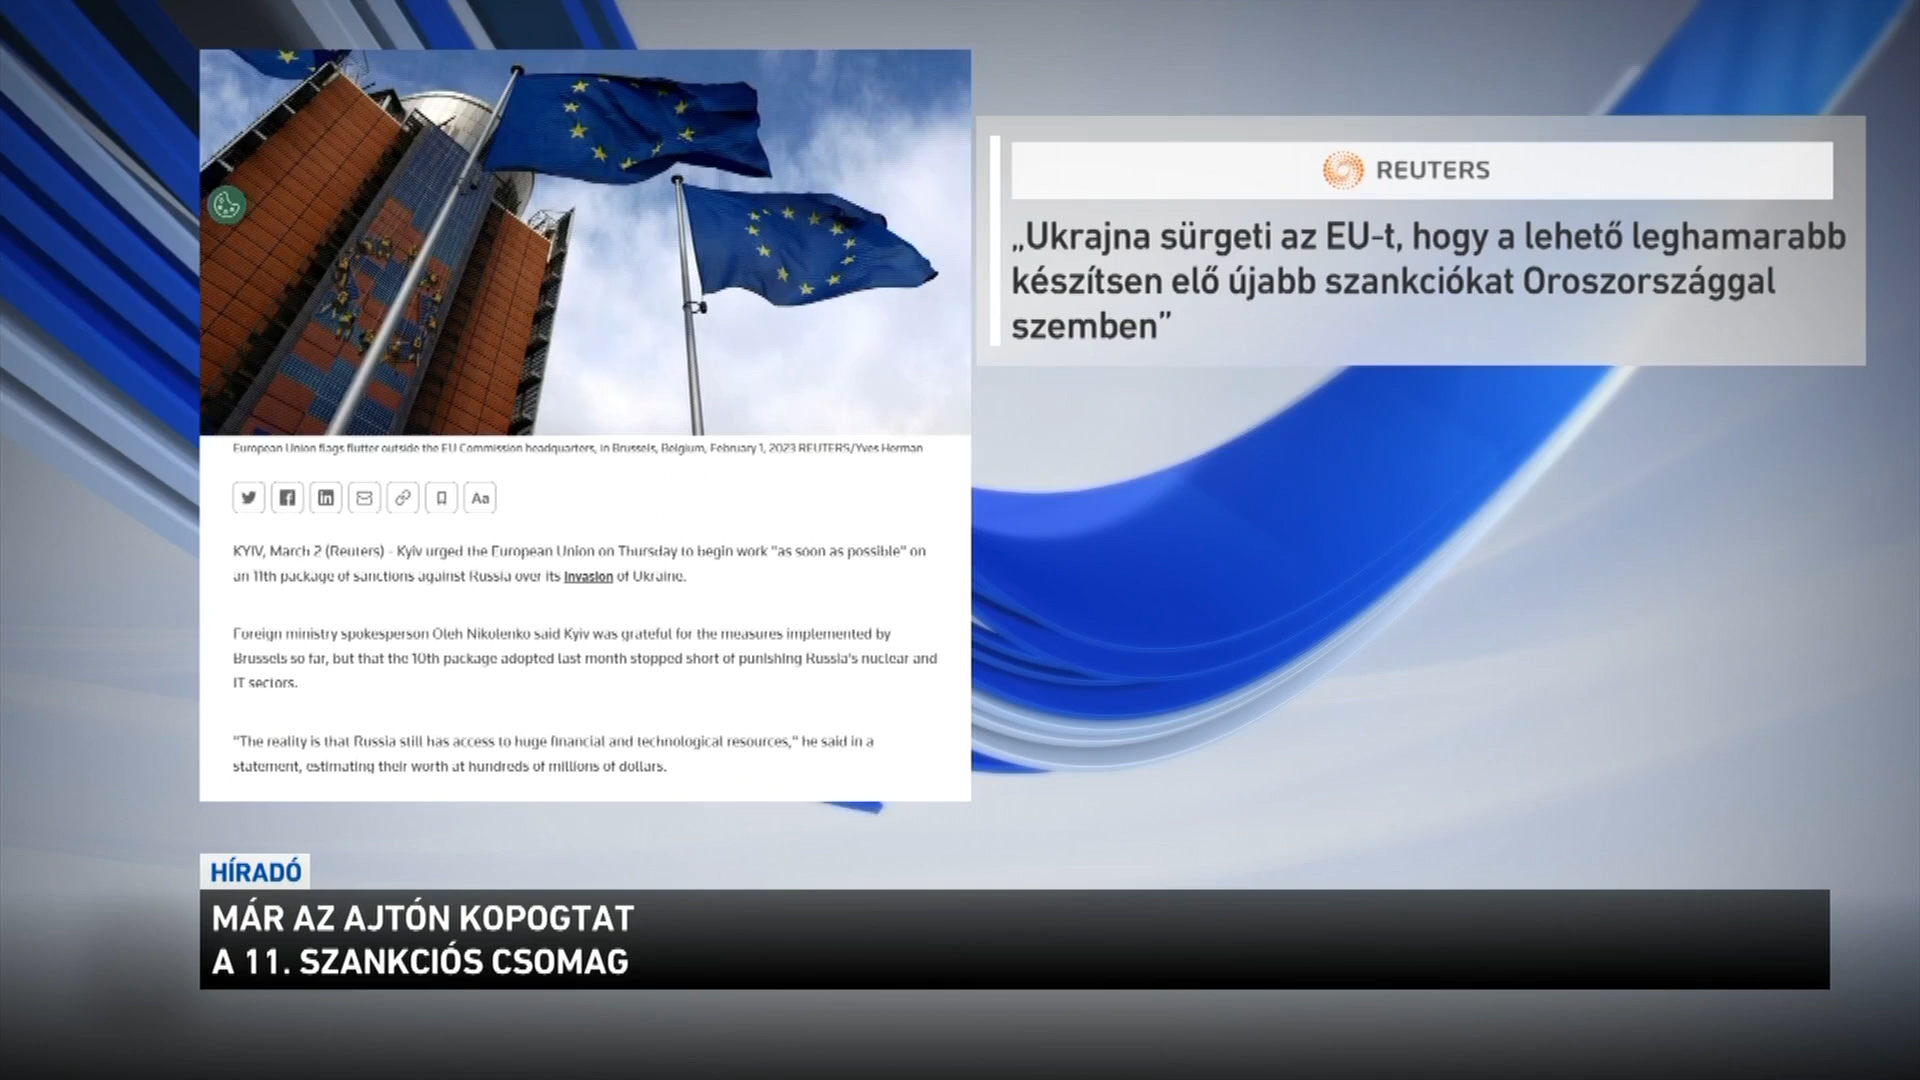 European Union flags flutter outside the EU Commission headquarters, in Brussels, Belgium, February 1, 2023 REUTERS/Yves Herman
Aa
KYIV, March 2 (Reuters) - Kyiv urged the European Union on Thursday to begin work "as soon as possible" on
an 11th package of sanctions against Russia over its invasion of Ukraine.
Foreign ministry spokesperson Oleh Nikolenko said Kyiv was grateful for the measures implemented by
Brussels so far, but that the 10th package adopted last month stopped short of punishing Russia's nuclear and
IT sectors.
"The reality is that Russia still has access to huge financial and technological resources," he said in a
statement, estimating their worth at hundreds of millions of dollars.
REUTERS
„Ukrajna sürgeti az EU-t, hogy a lehető leghamarabb
készítsen elő újabb szankciókat Oroszországgal
szemben”
HÍRADÓ
MÁR AZ AJTÓN KOPOGTAT
A 11. SZANKCIÓS CSOMAG